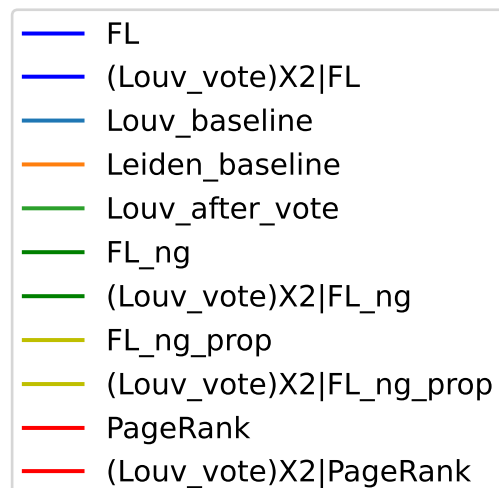 FL
(Louv_vote)X2|FL
Louv_baseline
Leiden_baseline
Louv_after_vote
FL_ng
(Louv_vote)X2|FL_ng
FL_ng_prop
(Louv_vote)X2|FL_ng_prop
PageRank
(Louv_vote)X2|PageRank